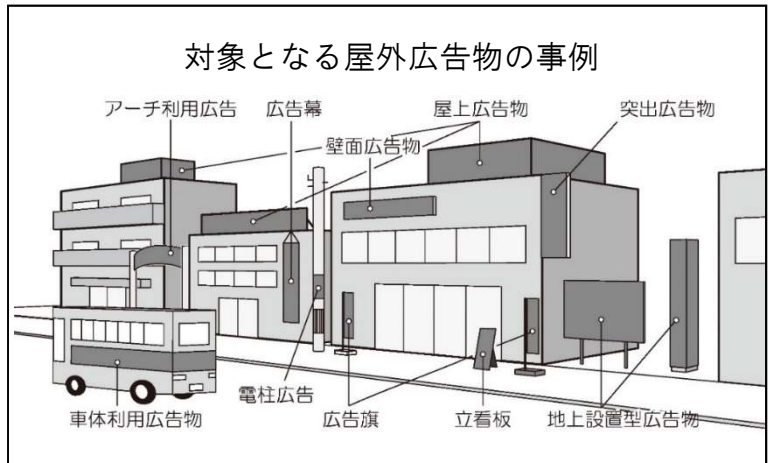 対象となる屋外広告物の事例
アーチ利用広告
広告幕
屋上広告物
突出広告物
壁面広告物
電柱広告
車体利用広告物
広告旗
立看板
地上設置型広告物